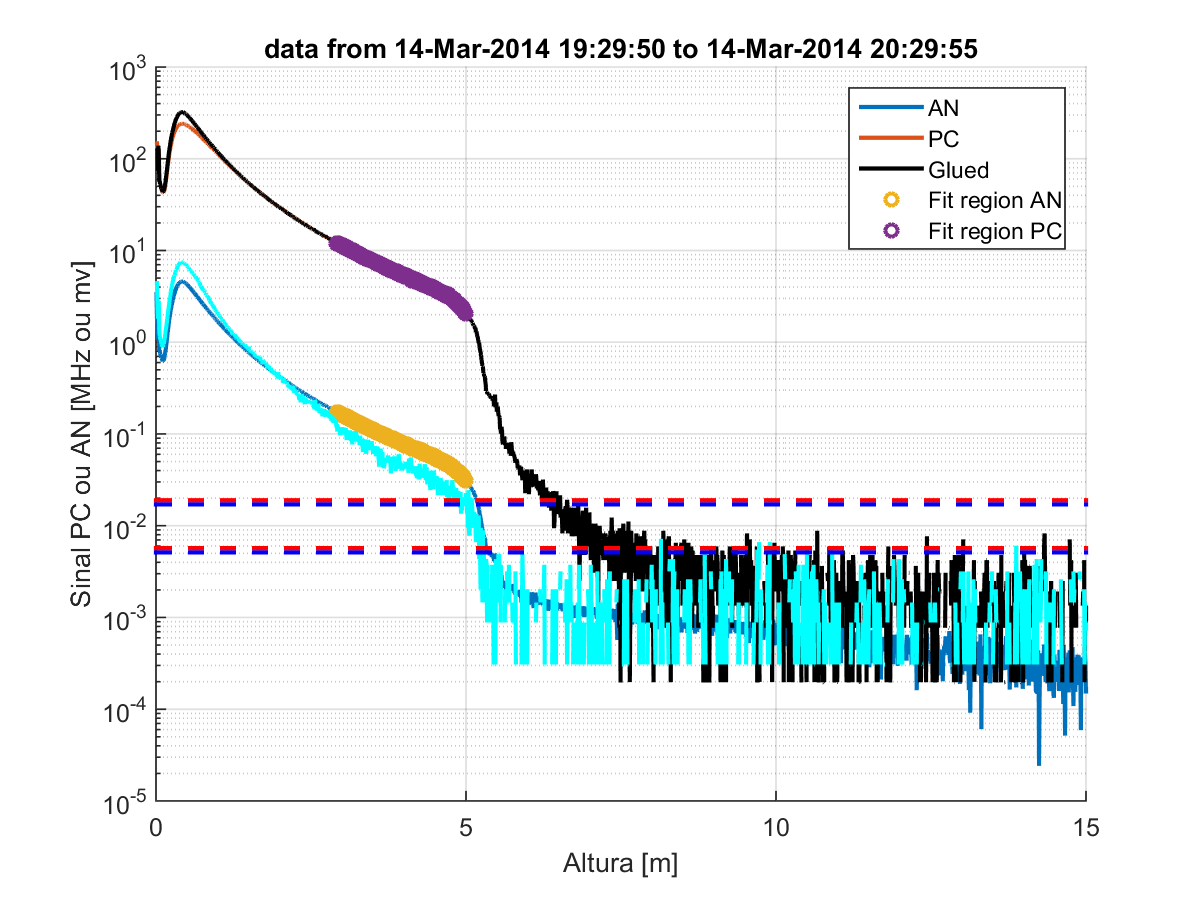 data from 14-Mar-2014 19:29:50 to 14-Mar-2014 20:29:55
AN
PC
Glued
Fit region AN
Fit region PC
10^3
10^2
10^1
10^0
10^-1
10^-2
10^-3
10^-4
10^-5
Sinal PC ou AN [MHz ou mv]
0 5 10 15
Altura [m]